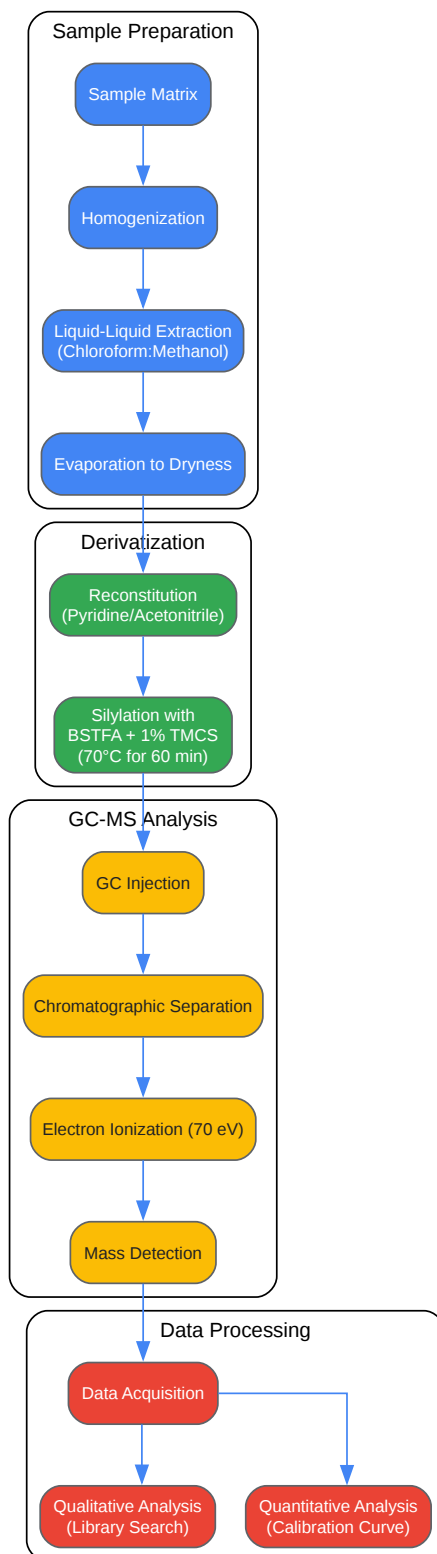 Sample Preparation
Sample Matrix
Homogenization
Liquid-Liquid Extraction
(Chloroform:Methanol)
Evaporation to Dryness
Derivatization
Reconstitution
(Pyridine/Acetonitrile)
Silylation with
BSTFA + 1% TMCS
(70°C for 60 min)
GC-MS Analysis
GC Injection
Chromatographic Separation
Electron Ionization (70 eV)
Mass Detection
Data Processing
Data Acquisition
Qualitative Analysis
(Library Search)
Quantitative Analysis
(Calibration Curve)